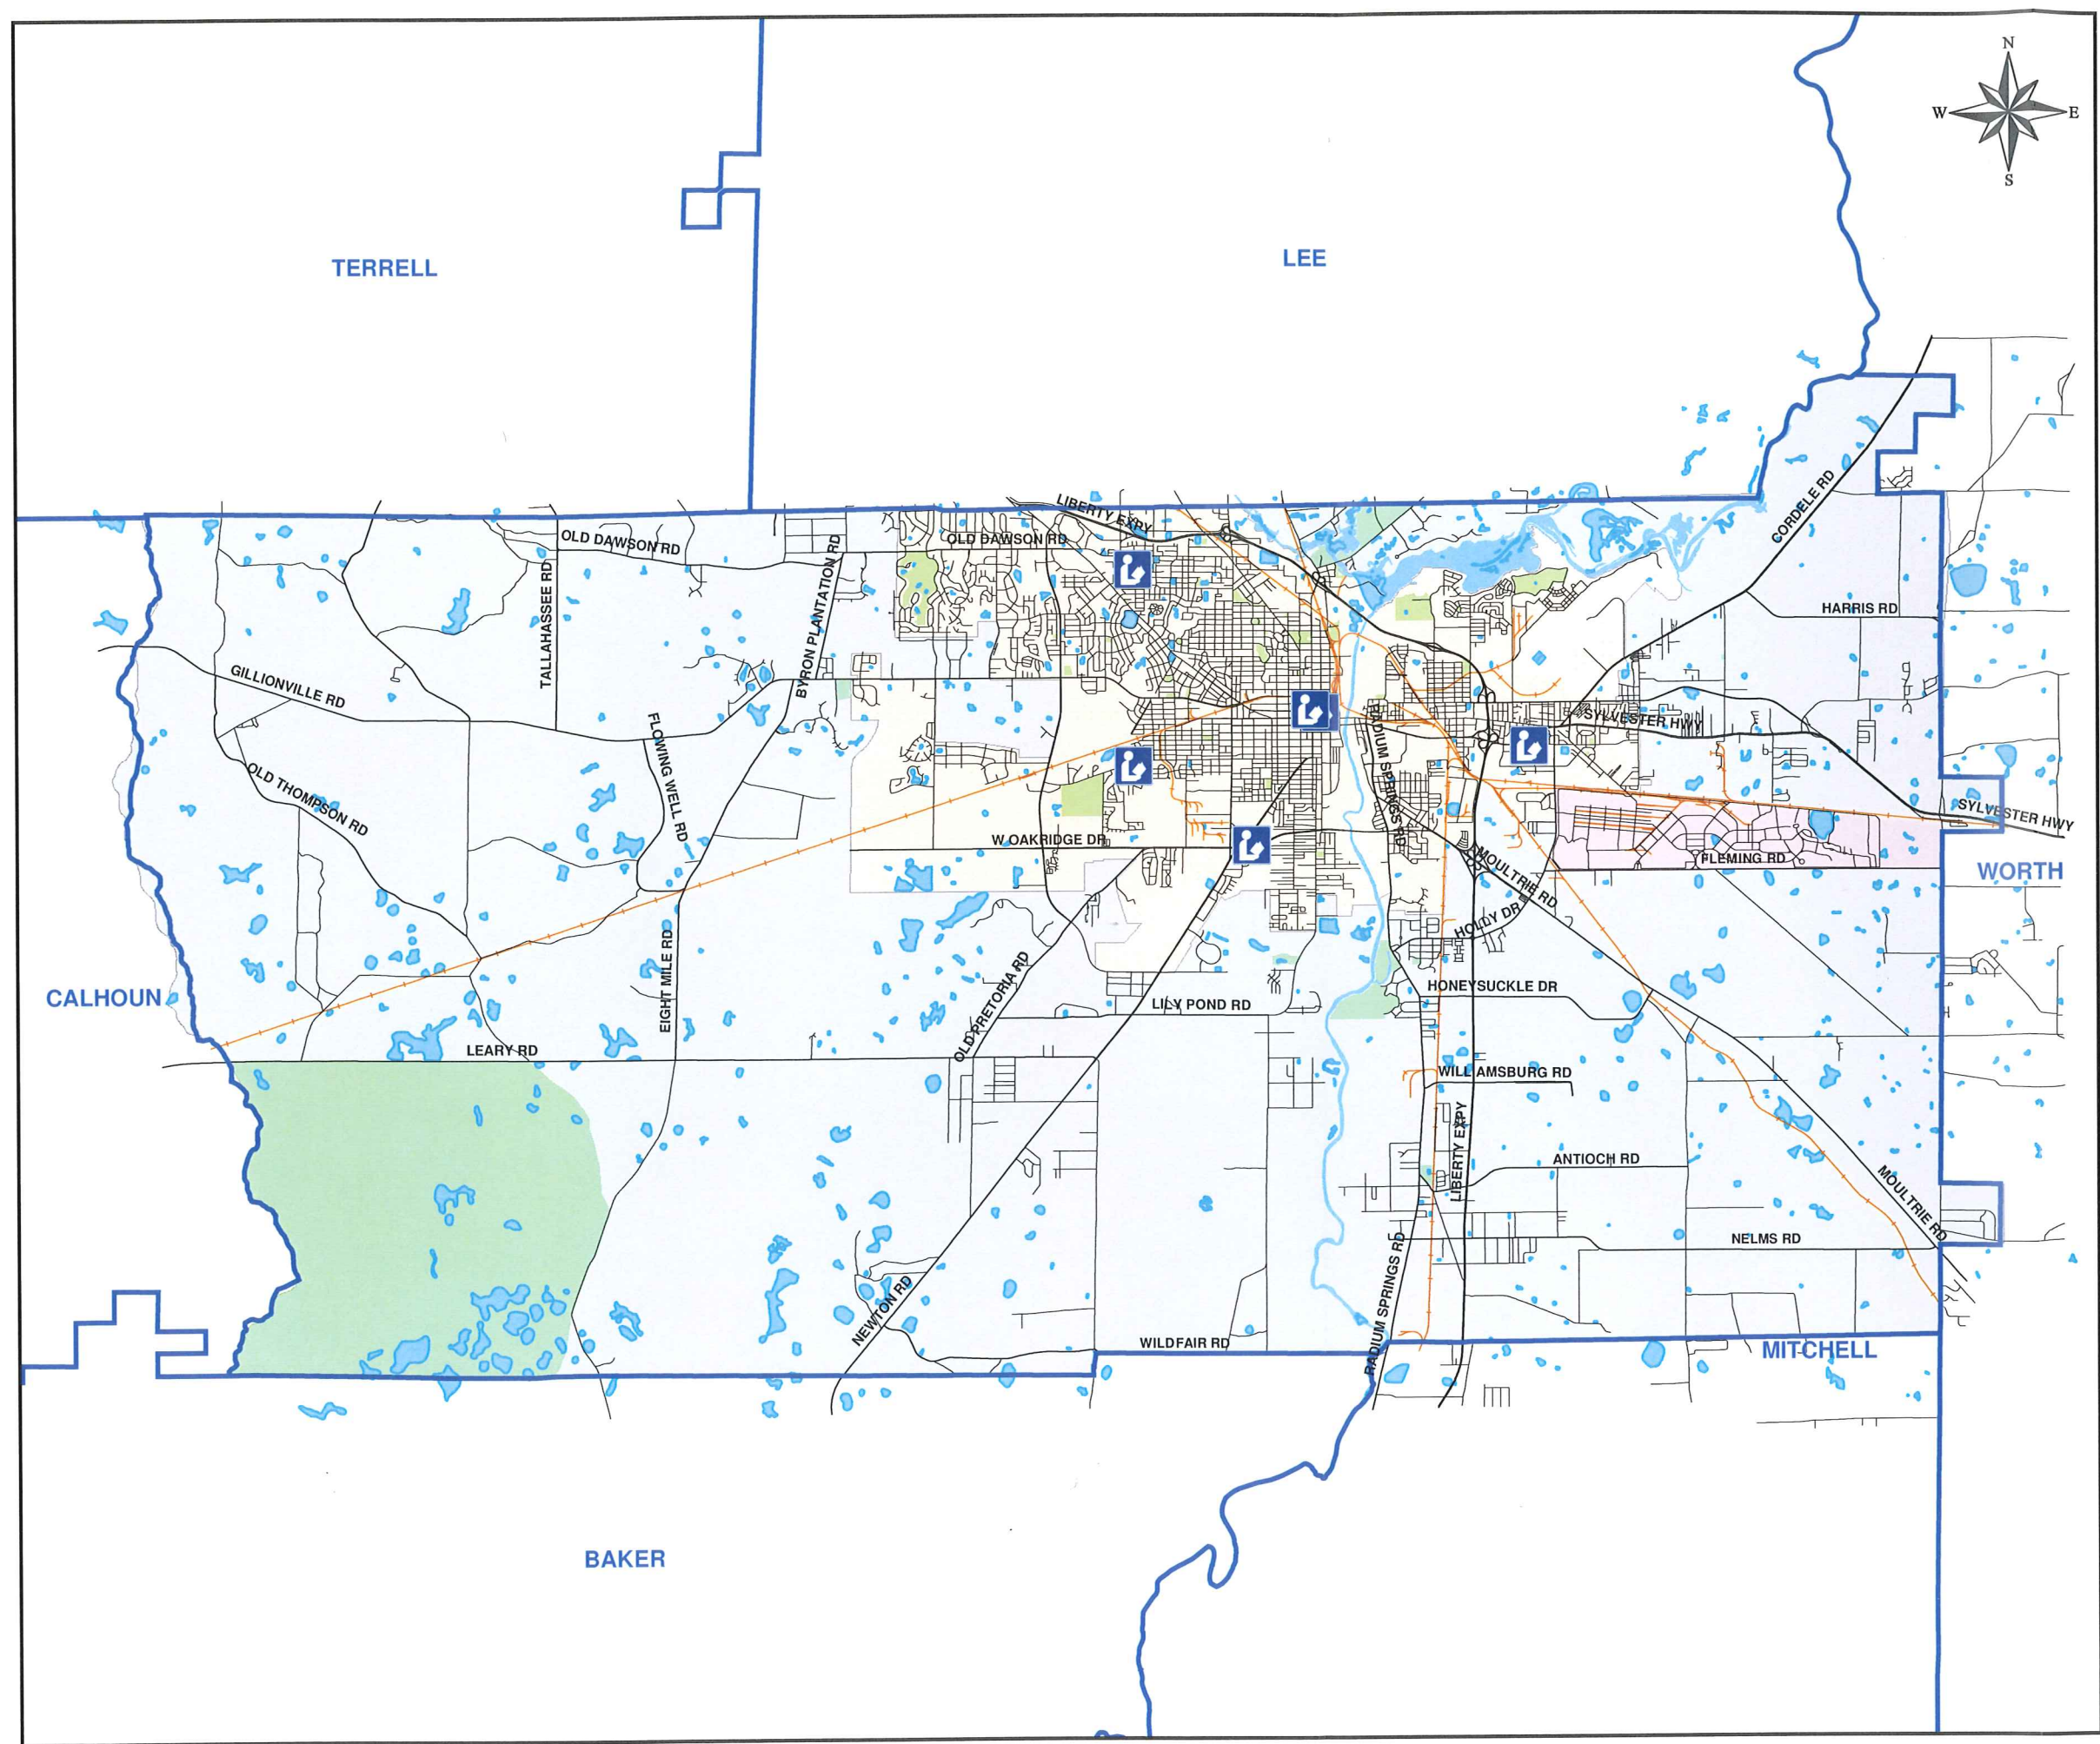 N
W
E
S
TERRELL
LEE
LIBERTY EXPY
OLD DAWSON RD
OLD DAWSON RD
CORDELE RD
TALLAHASSEE RD
BYRON PLANTATION RD
HARRIS RD
GILLIONVILLE RD
FLOWING WELL RD
RADIUM SPRINGS RD
SYLVESTER HWY
OLD THOMPSON RD
SYLVESTER HWY
W OAKRIDGE DR
FLEMING RD
MOULTRIE RD
WORTH
HOLLY DR
EIGHT MILE RD
OLD PRETORIA RD
CALHOUN
HONEYSUCKLE DR
LILY POND RD
LEARY RD
WILLIAMSBURG RD
LIBERTY EXPY
ANTIOCH RD
MOULTRIE RD
NELMS RD
NEWTON RD
RADIUM SPRINGS RD
WILDFAIR RD
MITCHELL
BAKER